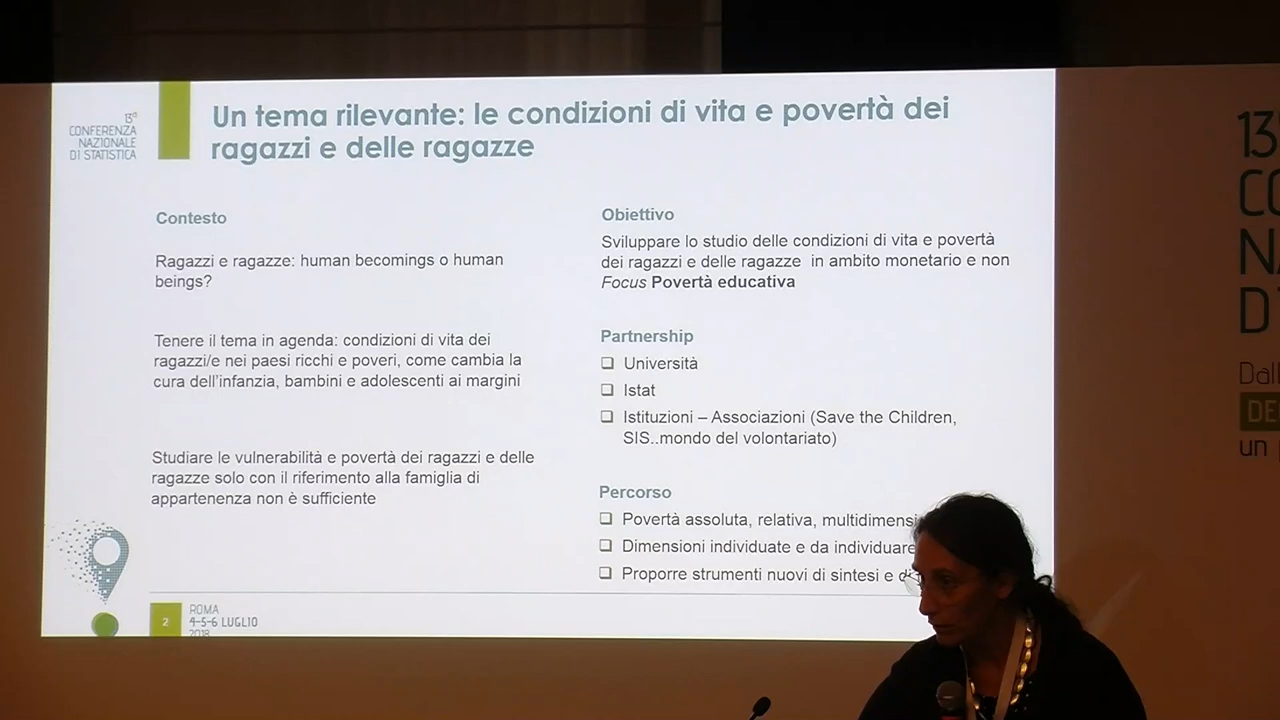 13a
CONFERENZA
NAZIONALE
DI STATISTICA
Un tema rilevante: le condizioni di vita e povertà dei
ragazzi e delle ragazze
Contesto
Ragazzi e ragazze: human becomings o human
beings?
Tenere il tema in agenda: condizioni di vita dei
ragazzi/e nei paesi ricchi e poveri, come cambia la
cura dell'infanzia, bambini e adolescenti ai margini
Studiare le vulnerabilità e povertà dei ragazzi e delle
ragazze solo con il riferimento alla famiglia di
appartenenza non è sufficiente
Obiettivo
Sviluppare lo studio delle condizioni di vita e povertà
dei ragazzi e delle ragazze in ambito monetario e non
Focus Povertà educativa
Partnership
❑ Università
❑ Istat
❑ Istituzioni – Associazioni (Save the Children,
SIS..mondo del volontariato)
Percorso
❑ Povertà assoluta, relativa, multidimensi
❑ Dimensioni individuate e da individuare
❑ Proporre strumenti nuovi di sintesi e
2
ROMA
4-5-6 LUGLIO
2018
13
CO
N
D
Dal
DE
un